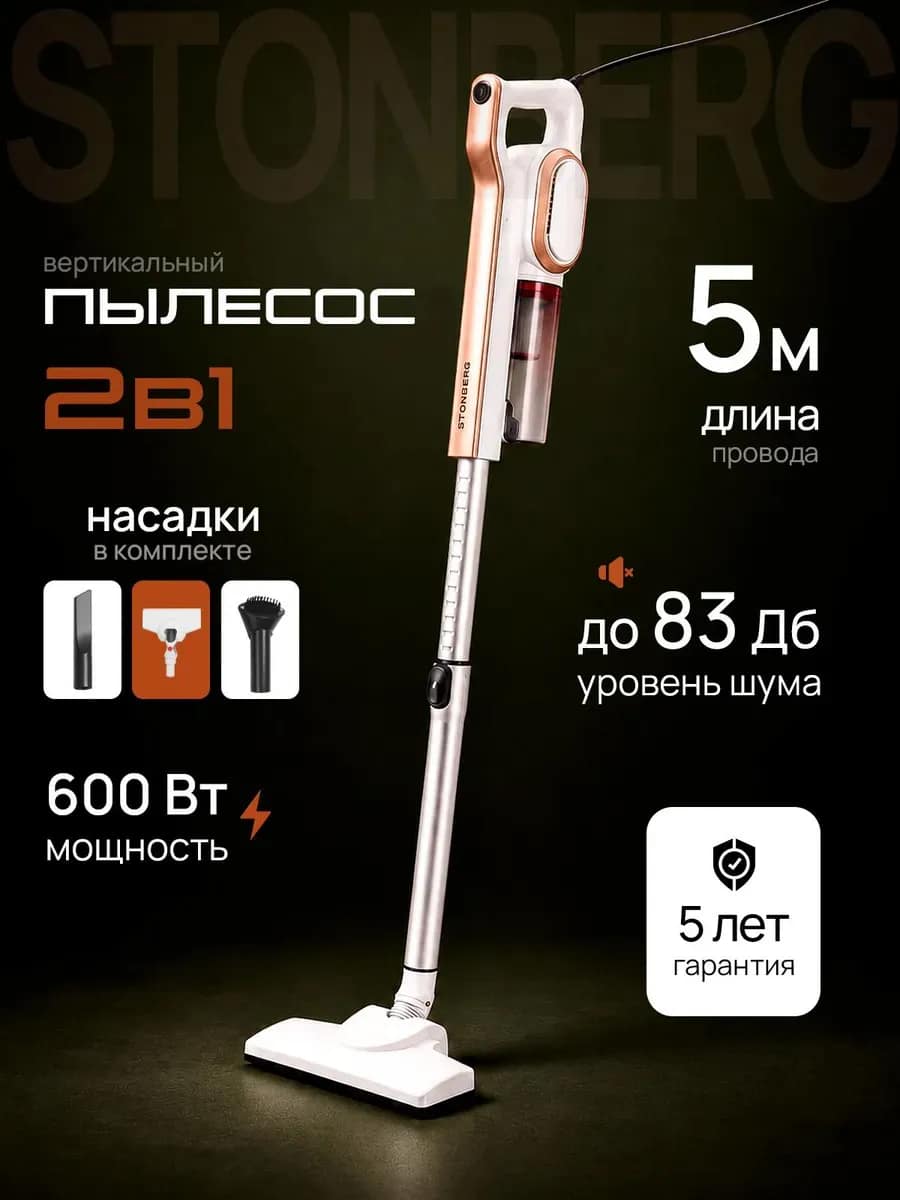 STONBERG
вертикальный
ПЫЛЕСОС
2в1
насадки
в комплекте
600 Вт
мощность
STONBERG
5м
длина
провода
до 83 Дб
уровень шума
5 лет
гарантия